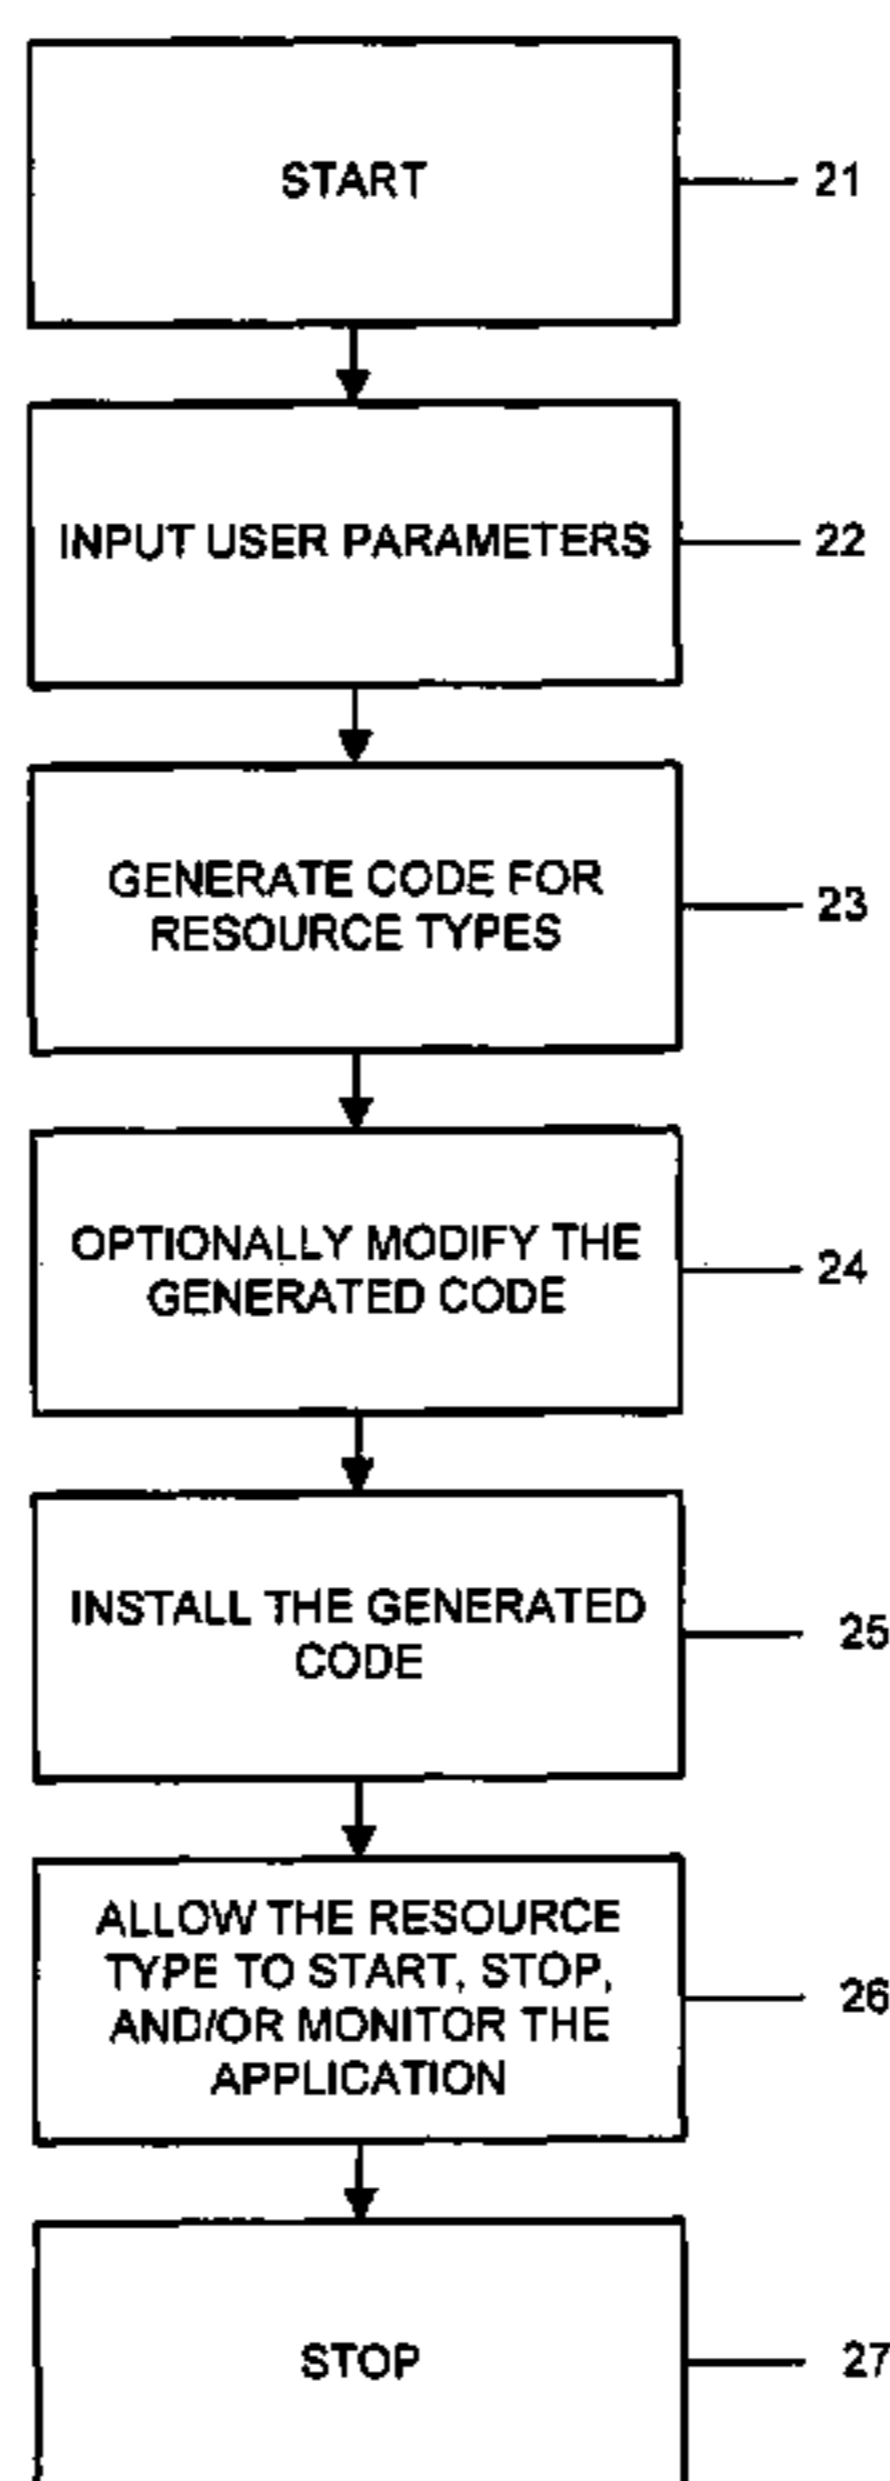 START
21
INPUT USER PARAMETERS
22
GENERATE CODE FOR
RESOURCE TYPES
23
OPTIONALLY MODIFY THE
GENERATED CODE
24
INSTALL THE GENERATED
CODE
25
ALLOW THE RESOURCE
TYPE TO START, STOP,
AND/OR MONITOR THE
APPLICATION
26
STOP
27